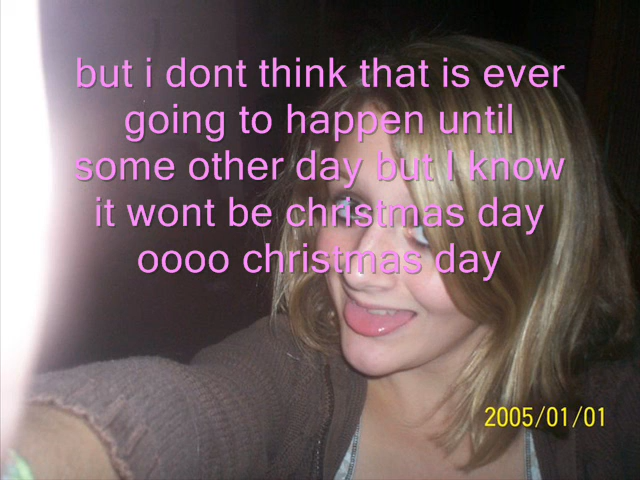 but i dont think that is ever
going to happen until
some other day but I know
it wont be christmas day
oooo christmas day
2005/01/01